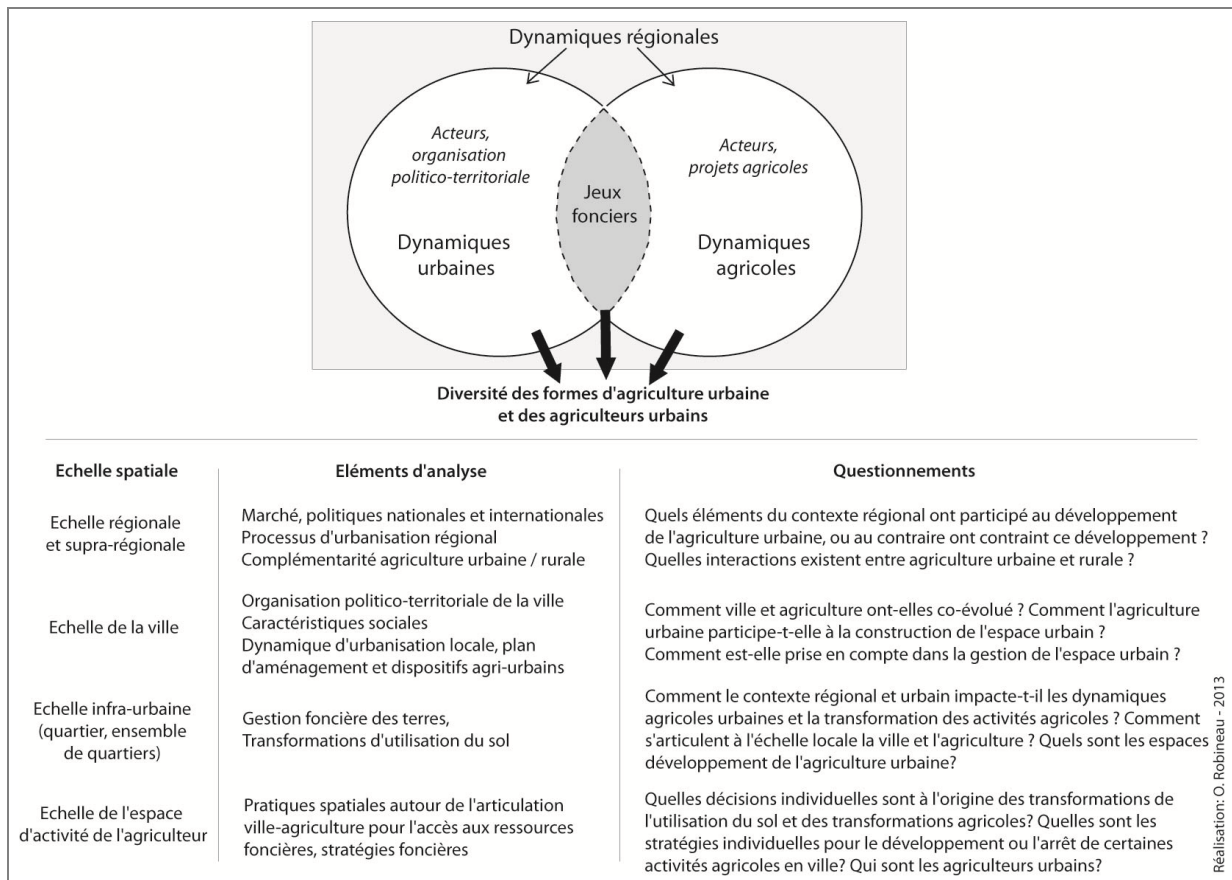 Dynamiques régionales
Acteurs,
organisation
politico-territoriale
Acteurs,
projets agricoles
Jeux
fonciers
Dynamiques
urbaines
Dynamiques
agricoles
Diversité des formes d'agriculture urbaine
et des agriculteurs urbains
Echelle spatiale
Eléments d'analyse
Questionnements
Echelle régionale
et supra-régionale
Marché, politiques nationales et internationales
Processus d'urbanisation régional
Complémentarité agriculture urbaine / rurale
Quels éléments du contexte régional ont participé au développement
de l'agriculture urbaine, ou au contraire ont contraint ce développement ?
Quelles interactions existent entre agriculture urbaine et rurale ?
Echelle de la ville
Organisation politico-territoriale de la ville
Caractéristiques sociales
Dynamique d'urbanisation locale, plan
d'aménagement et dispositifs agri-urbains
Comment ville et agriculture ont-elles co-évolué ? Comment l'agriculture
urbaine participe-t-elle à la construction de l'espace urbain ?
Comment est-elle prise en compte dans la gestion de l'espace urbain ?
Echelle infra-urbaine
(quartier, ensemble
de quartiers)
Gestion foncière des terres,
Transformations d'utilisation du sol
Comment le contexte régional et urbain impacte-t-il les dynamiques
agricoles urbaines et la transformation des activités agricoles ? Comment
s'articulent à l'échelle locale la ville et l'agriculture ? Quels sont les espaces
développement de l'agriculture urbaine?
Echelle de l'espace
d'activité de l'agriculteur
Pratiques spatiales autour de l'articulation
ville-agriculture pour l'accès aux ressources
foncières, stratégies foncières
Quelles décisions individuelles sont à l'origine des transformations de
l'utilisation du sol et des transformations agricoles? Quelles sont les
stratégies individuelles pour le développement ou l'arrêt de certaines
activités agricoles en ville? Qui sont les agriculteurs urbains?
Réalisation: O. Robineau - 2013